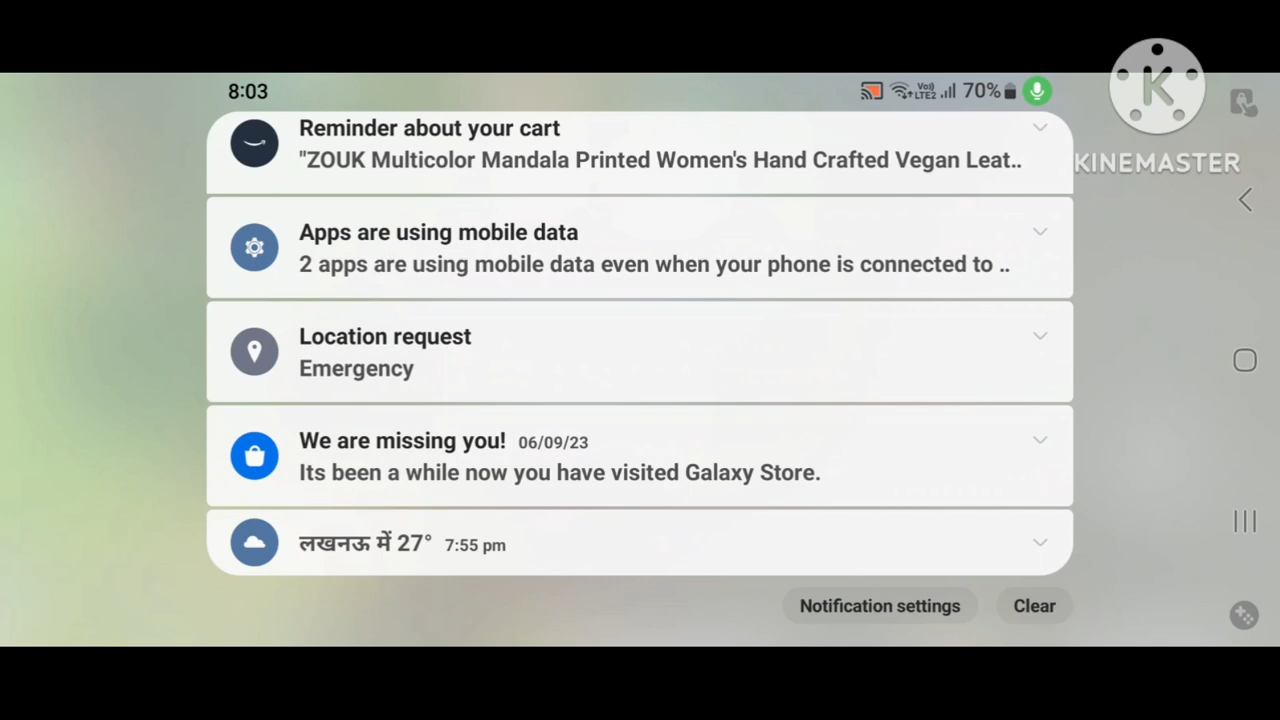 8:03
Vo)) LTE2 70%
K
KINEMASTER
Reminder about your cart
"ZOUK Multicolor Mandala Printed Women's Hand Crafted Vegan Leat..
Apps are using mobile data
2 apps are using mobile data even when your phone is connected to ..
Location request
Emergency
We are missing you! 06/09/23
Its been a while now you have visited Galaxy Store.
लखनऊ में 27° 7:55 pm
Notification settings Clear